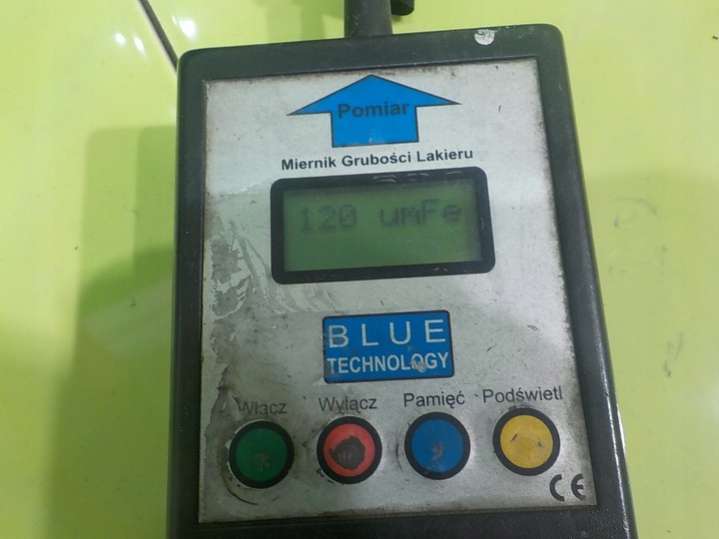 Pomiar
Miernik Grubości Lakieru
120 umFe
BLUE
TECHNOLOGY
Włącz Wyłącz Pamięć Podświetl
CE